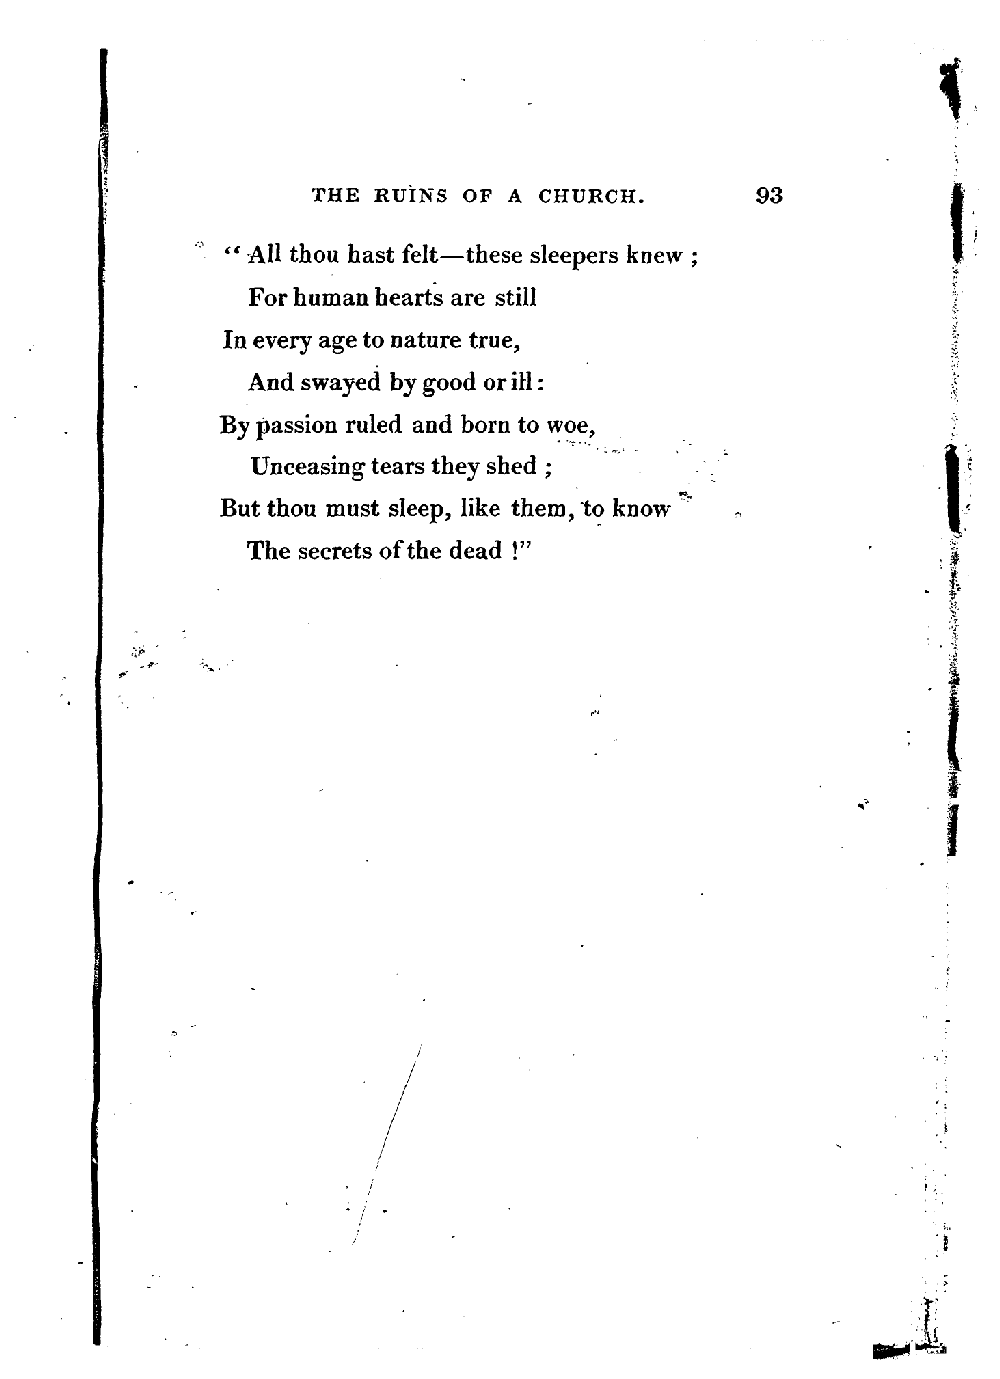 THE RUINS OF A CHURCH. 93
“ All thou hast felt—these sleepers knew ;
For human hearts are still
In every age to nature true,
And swayed by good or ill :
By passion ruled and born to woe,
Unceasing tears they shed ;
But thou must sleep, like them, to know
The secrets of the dead !”